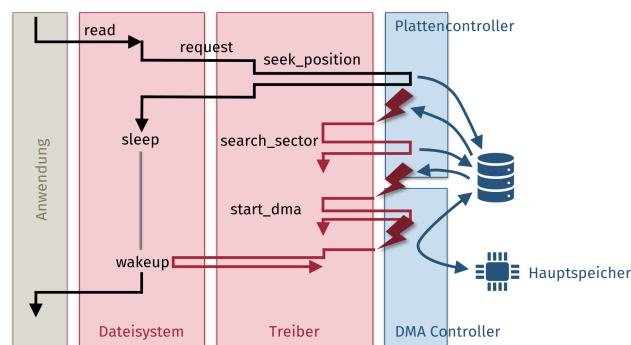 Plattencontroller
read
request
seek_position
sleep
search_sector
Anwendung
start_dma
wakeup
Hauptspeicher
Dateisystem
Treiber
DMA Controller